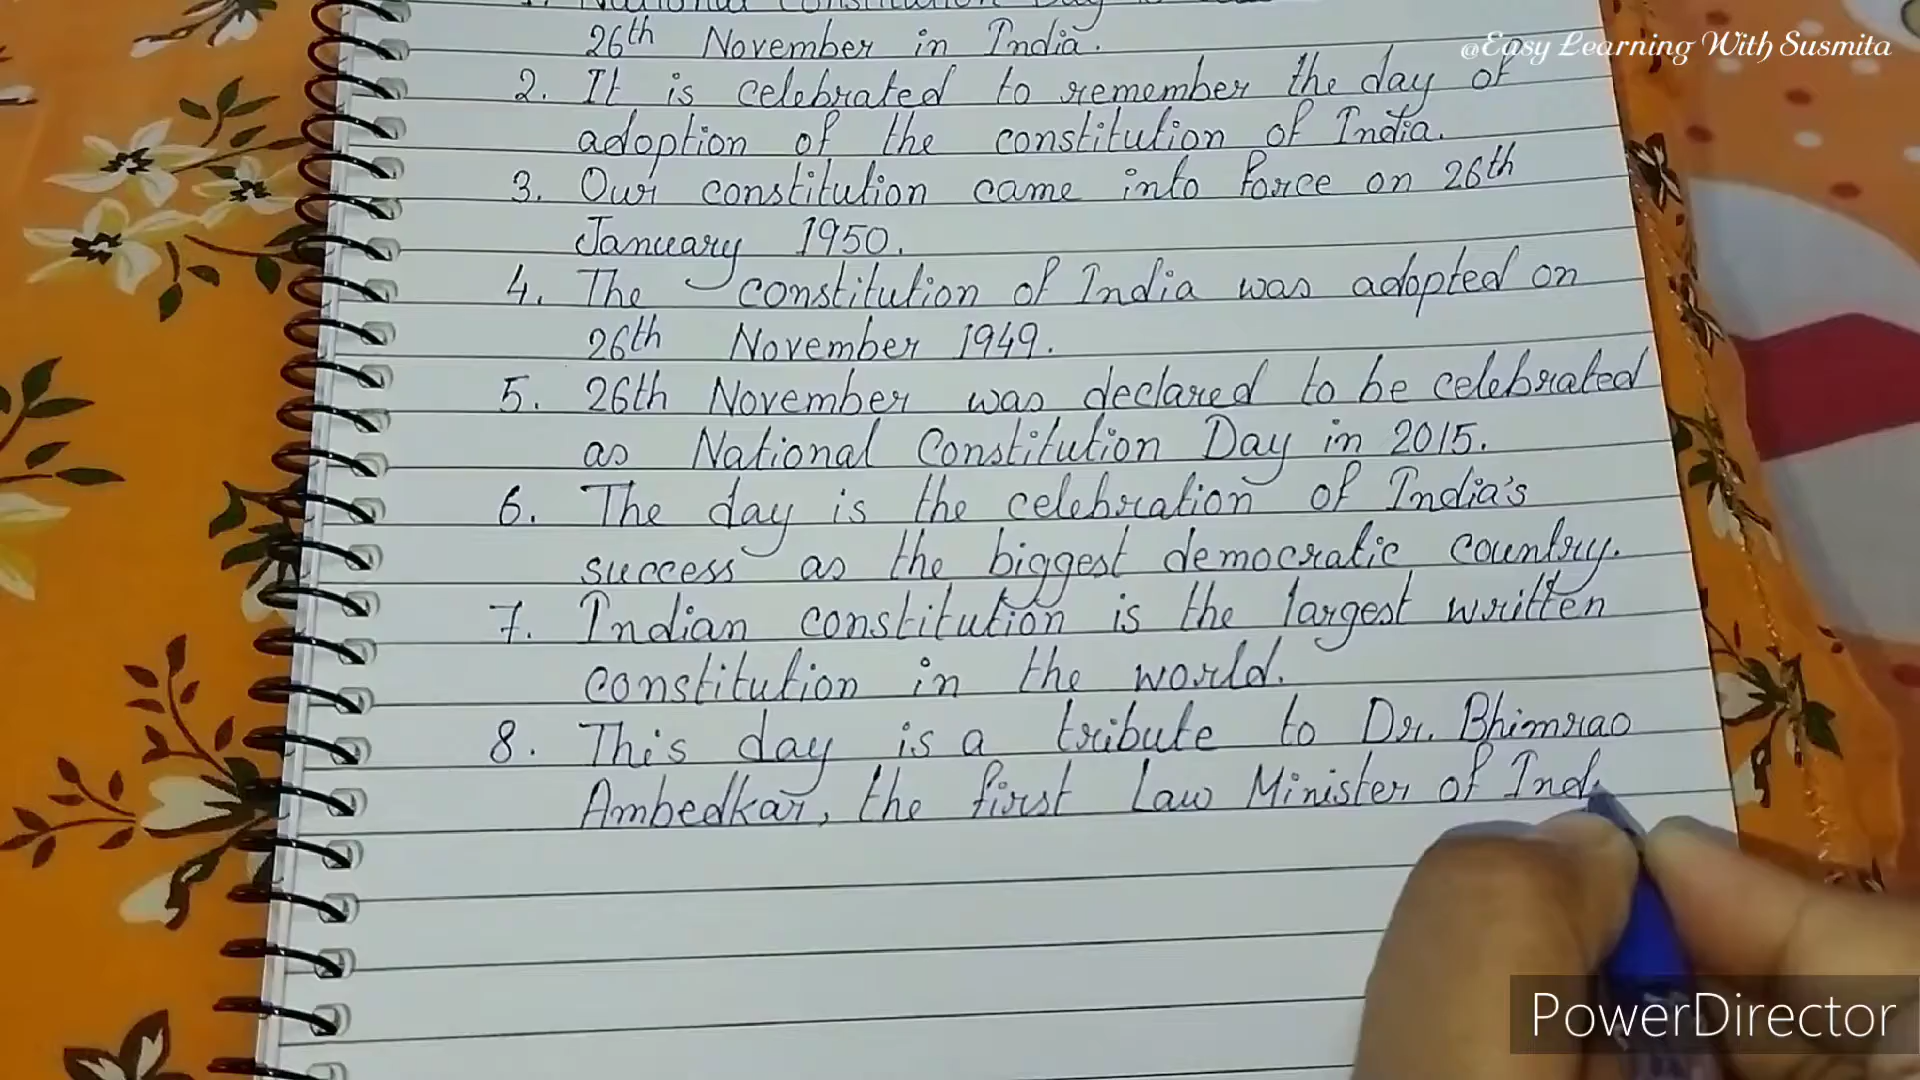 1. National Constitution Day is
26th November in India.
@Easy Learning With Susmita
2. It is celebrated to remember the day of
adoption of the constitution of India.
3. Our constitution came into force on 26th
January 1950.
4. The constitution of India was adopted on
26th November 1949.
5. 26th November was declared to be celebrated
as National Constitution Day in 2015.
6. The day is the celebration of India's
success as the biggest democratic country.
7. Indian constitution is the largest written
constitution in the world.
8. This day is a tribute to Dr. Bhimrao
Ambedkar, the first Law Minister of Ind
PowerDirector